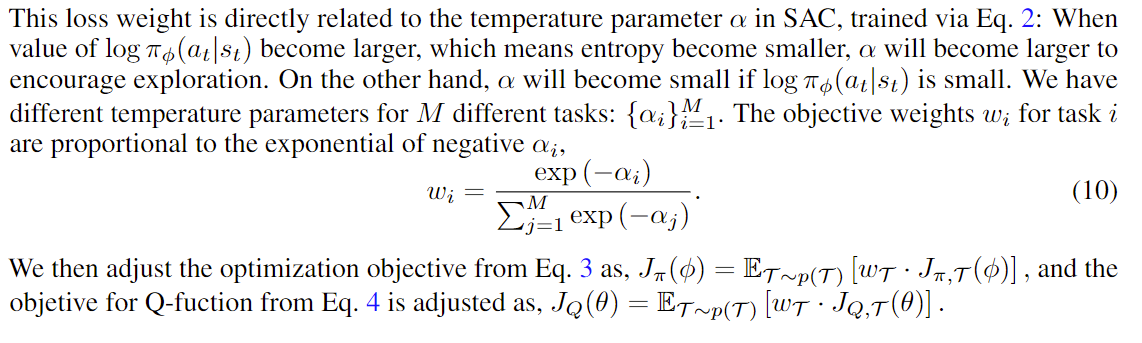 This loss weight is directly related to the temperature parameter α in SAC, trained via Eq. 2: When
value of log π_ϕ(a_t|s_t) become larger, which means entropy become smaller, α will become larger to
encourage exploration. On the other hand, α will become small if log π_ϕ(a_t|s_t) is small. We have
different temperature parameters for M different tasks: {α_i}_{i=1}^M. The objective weights w_i for task i
are proportional to the exponential of negative α_i,
w_i = exp (−α_i) / ∑_{j=1}^M exp (−α_j) . (10)
We then adjust the optimization objective from Eq. 3 as, J_π(ϕ) = 𝔼_{𝒯∼p(𝒯)} [w_𝒯 · J_{π,𝒯}(ϕ)] , and the
objetive for Q-fuction from Eq. 4 is adjusted as, J_Q(θ) = 𝔼_{𝒯∼p(𝒯)} [w_𝒯 · J_{Q,𝒯}(θ)] .